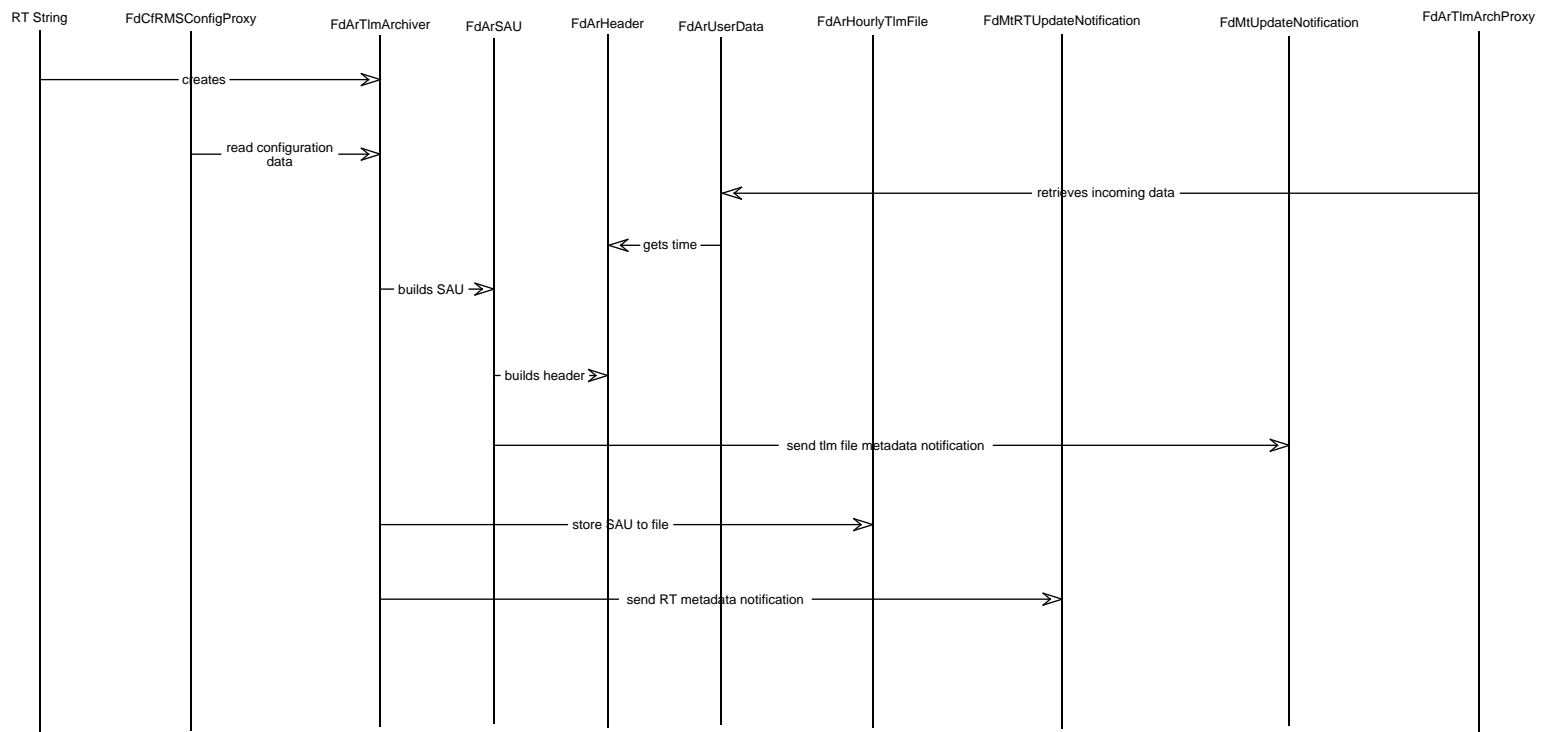 RT String
FdCfRMSConfigProxy
FdArTlmArchiver
FdArSAU
FdArHeader
FdArUserData
FdArHourlyTlmFile
FdMtRTUpdateNotification
FdMtUpdateNotification
FdArTlmArchProxy
creates
read configuration
data
retrieves incoming data
gets time
builds SAU
builds header
send tlm file metadata notification
store SAU to file
send RT metadata notification